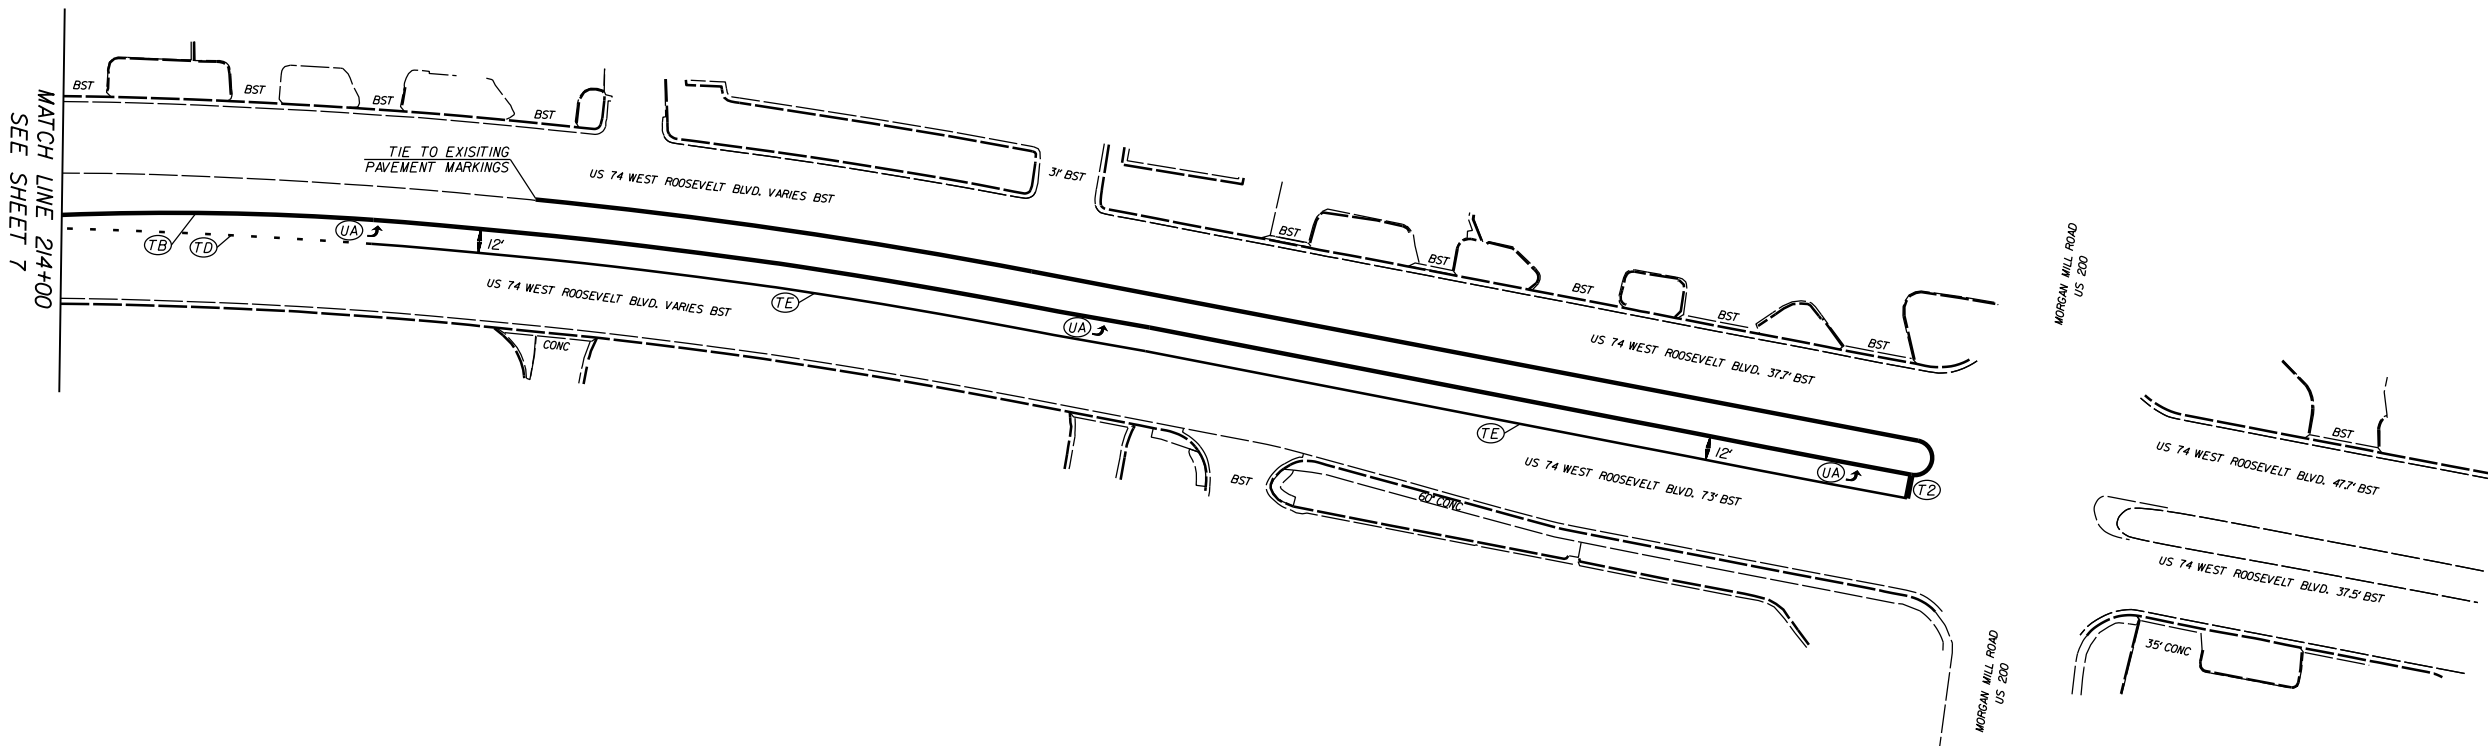 MATCH LINE 214+00
SEE SHEET 7
BST
BST
BST
BST
TIE TO EXISITING
PAVEMENT MARKINGS
US 74 WEST ROOSEVELT BLVD. VARIES BST
31' BST
TB
TD
UA
12'
US 74 WEST ROOSEVELT BLVD. VARIES BST
TE
CONC
UA
BST
BST
BST
BST
BST
US 74 WEST ROOSEVELT BLVD. 37.7' BST
MORGAN MILL ROAD
US 200
TE
12'
UA
T2
US 74 WEST ROOSEVELT BLVD. 73' BST
BST
60' CONC
BST
US 74 WEST ROOSEVELT BLVD. 47.7' BST
US 74 WEST ROOSEVELT BLVD. 37.5' BST
35' CONC
MORGAN MILL ROAD
US 200